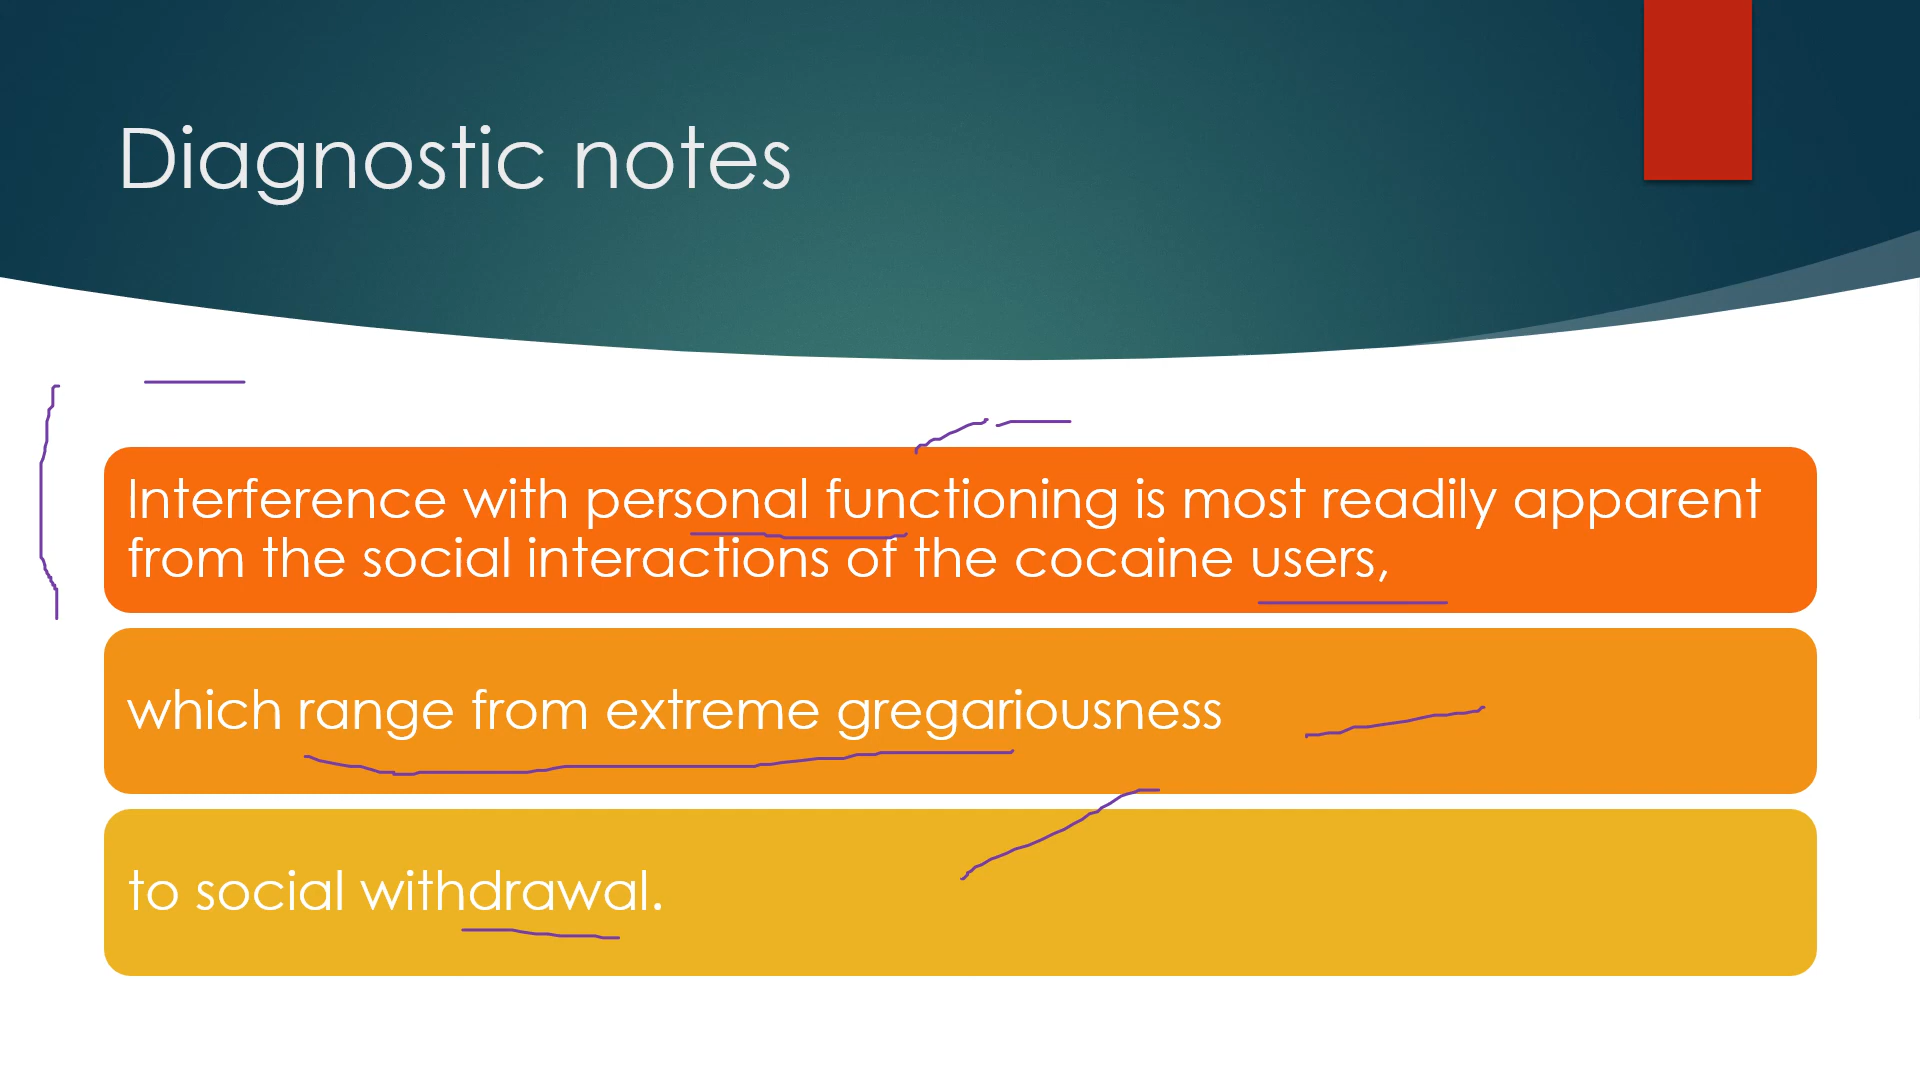 Diagnostic notes
Interference with personal functioning is most readily apparent
from the social interactions of the cocaine users,
which range from extreme gregariousness
to social withdrawal.